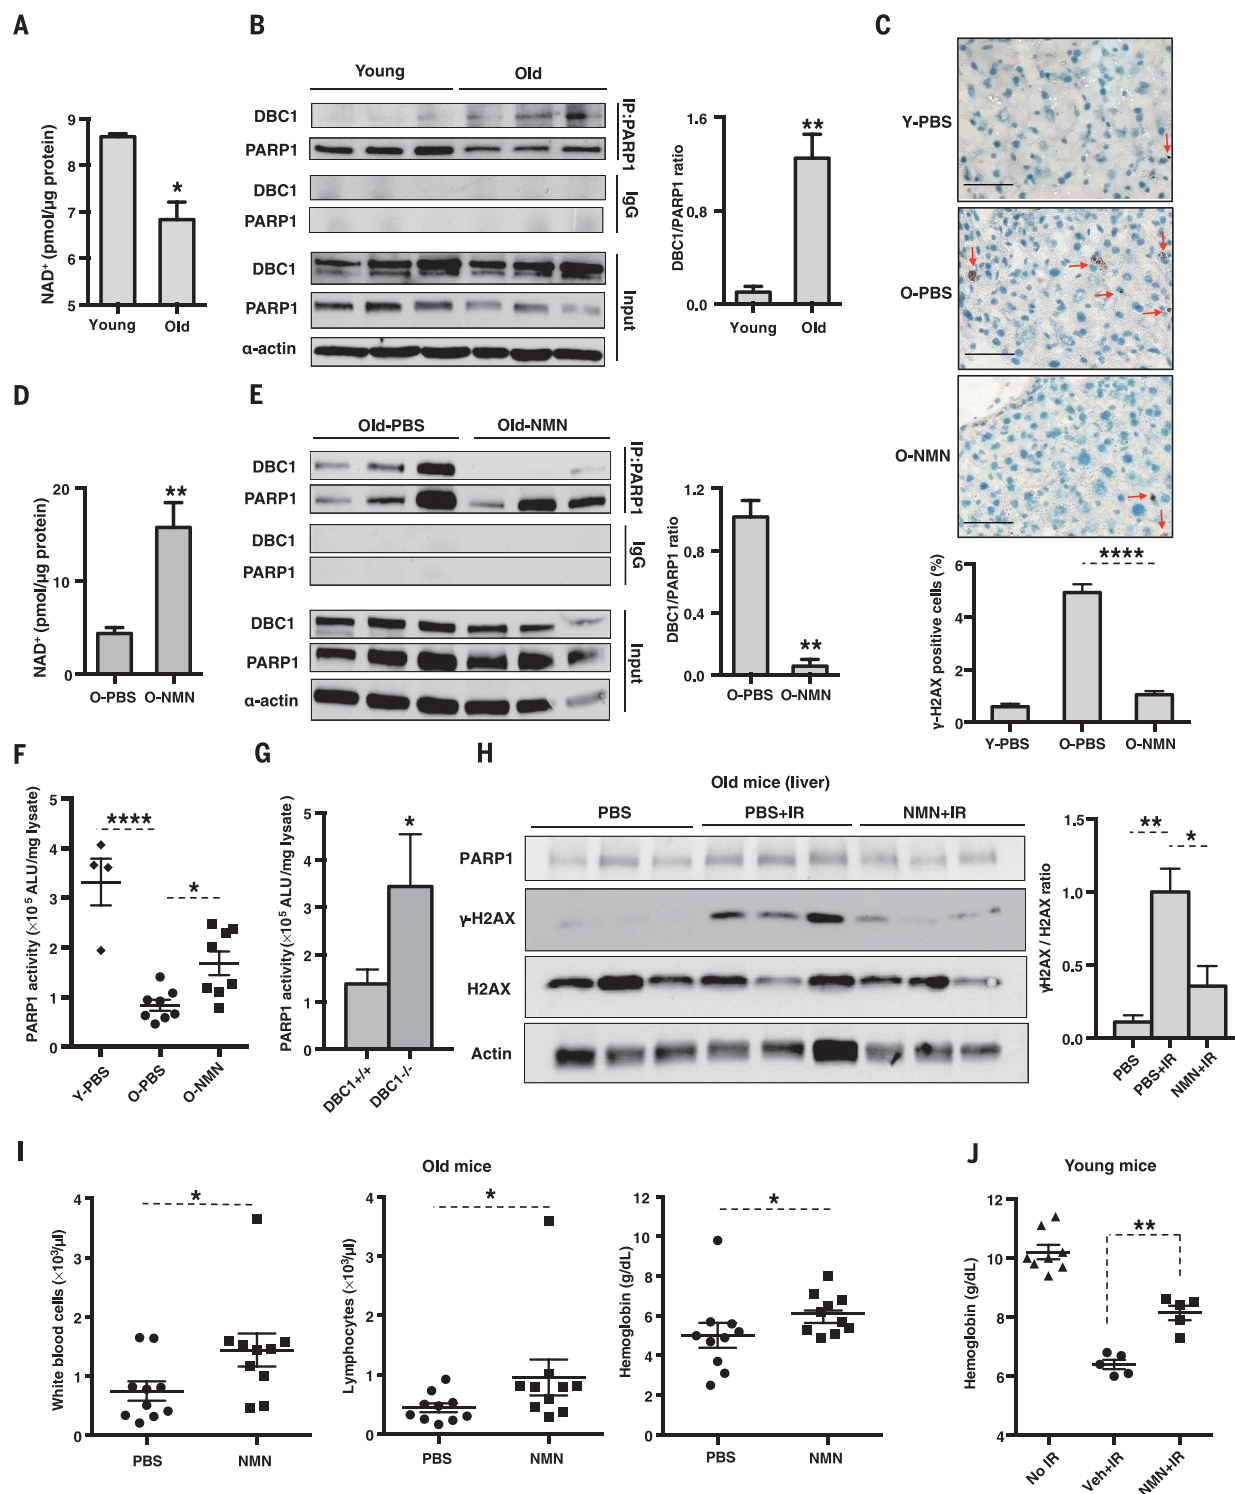 A
NAD+ (pmol/µg protein)
9
8
7
6
5
*
Young
Old
B
Young
Old
DBC1
PARP1
IP:PARP1
DBC1
PARP1
IgG
DBC1
PARP1
α-actin
Input
DBC1/PARP1 ratio
1.6
1.2
0.6
0.0
**
Young
Old
C
Y-PBS
O-PBS
O-NMN
γ-H2AX positive cells (%)
6
4
2
0
****
Y-PBS
O-PBS
O-NMN
D
NAD+ (pmol/µg protein)
20
10
0
**
O-PBS
O-NMN
E
Old-PBS
Old-NMN
DBC1
PARP1
IP:PARP1
DBC1
PARP1
IgG
DBC1
PARP1
α-actin
Input
DBC1/PARP1 ratio
1.2
0.8
0.4
0.0
**
O-PBS
O-NMN
F
PARP1 activity (×10⁵ ALU/mg lysate)
5
4
3
2
1
0
****
*
Y-PBS
O-PBS
O-NMN
G
PARP1 activity (×10⁵ ALU/mg lysate)
5
4
3
2
1
0
*
DBC1+/+
DBC1-/-
H
Old mice (liver)
PBS
PBS+IR
NMN+IR
PARP1
γ-H2AX
H2AX
Actin
γH2AX / H2AX ratio
1.5
1.0
0.5
0.0
**
*
PBS
PBS+IR
NMN+IR
I
Old mice
White blood cells (×10³/µl)
4
3
2
1
0
*
PBS
NMN
Lymphocytes (×10³/µl)
4
3
2
1
0
*
PBS
NMN
Hemoglobin (g/dL)
12
10
8
6
4
2
0
*
PBS
NMN
J
Young mice
Hemoglobin (g/dL)
12
10
8
6
4
**
No IR
Veh+IR
NMN+IR